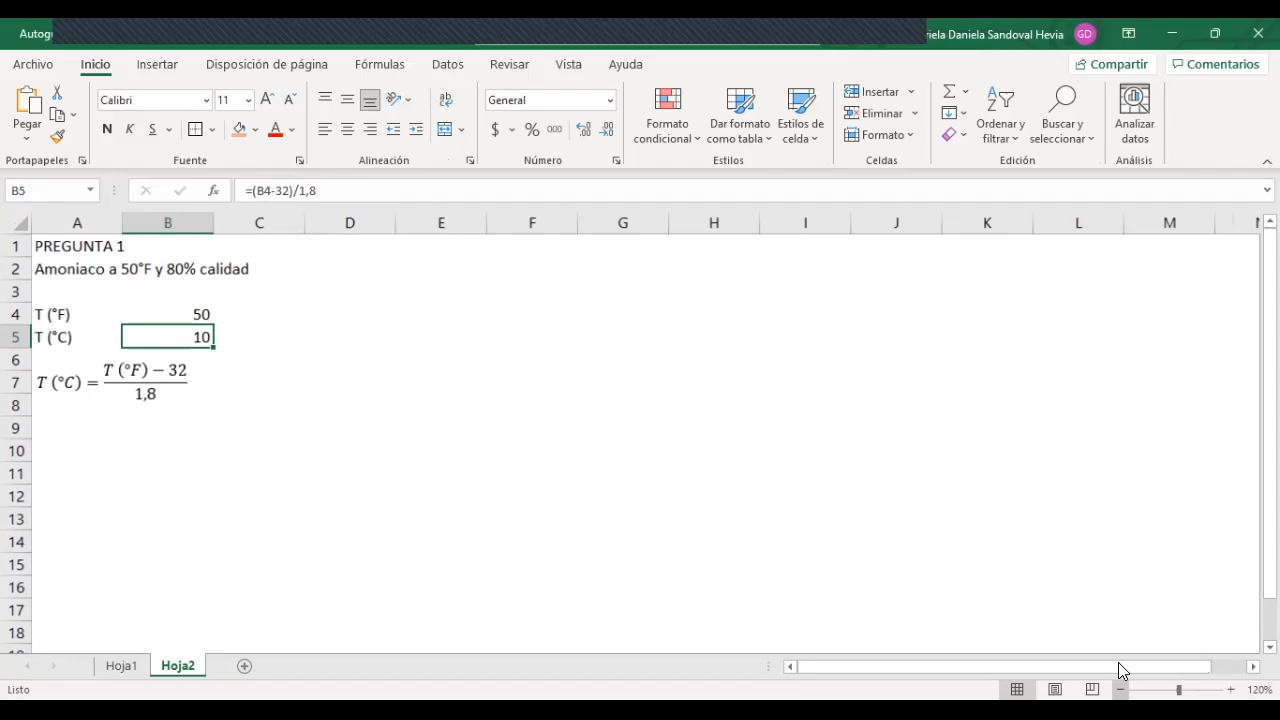 riela Daniela Sandoval Hevia GD
Archivo Inicio Insertar Disposición de página Fórmulas Datos Revisar Vista Ayuda Compartir Comentarios
Pegar
Portapapeles
Calibri 11
N K S
Fuente
Alineación
General
$ % 000
Número
Formato condicional
Dar formato como tabla
Estilos de celda
Estilos
Insertar
Eliminar
Formato
Celdas
Ordenar y filtrar
Buscar y seleccionar
Edición
Analizar datos
Análisis
B5 fx =(B4-32)/1,8
A B C D E F G H I J K L M
1 PREGUNTA 1
2 Amoniaco a 50°F y 80% calidad
3
4 T (°F) 50
5 T (°C) 10
6
7 T (°C) = T (°F) − 32 / 1,8
8
9
10
11
12
13
14
15
16
17
18
Hoja1 Hoja2
Listo 120%